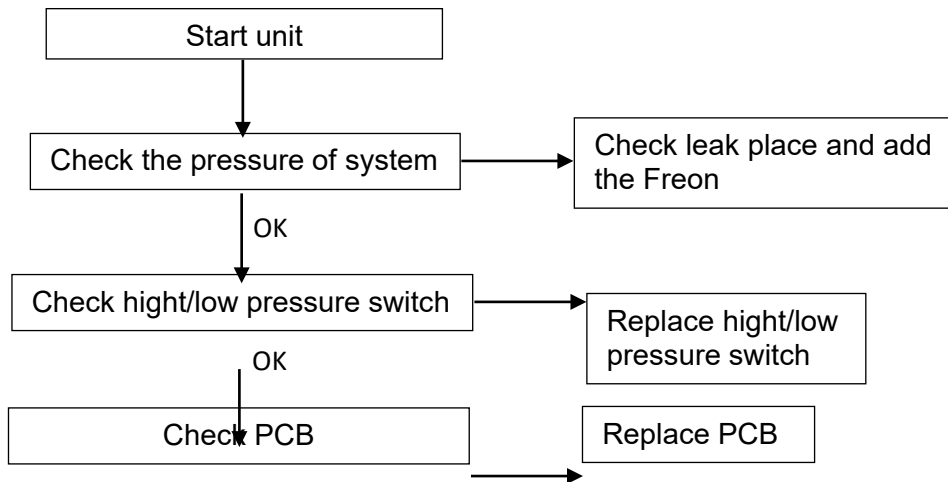 Start unit
Check the pressure of system
Check leak place and add
the Freon
OK
Check hight/low pressure switch
Replace hight/low
pressure switch
OK
Check PCB
Replace PCB